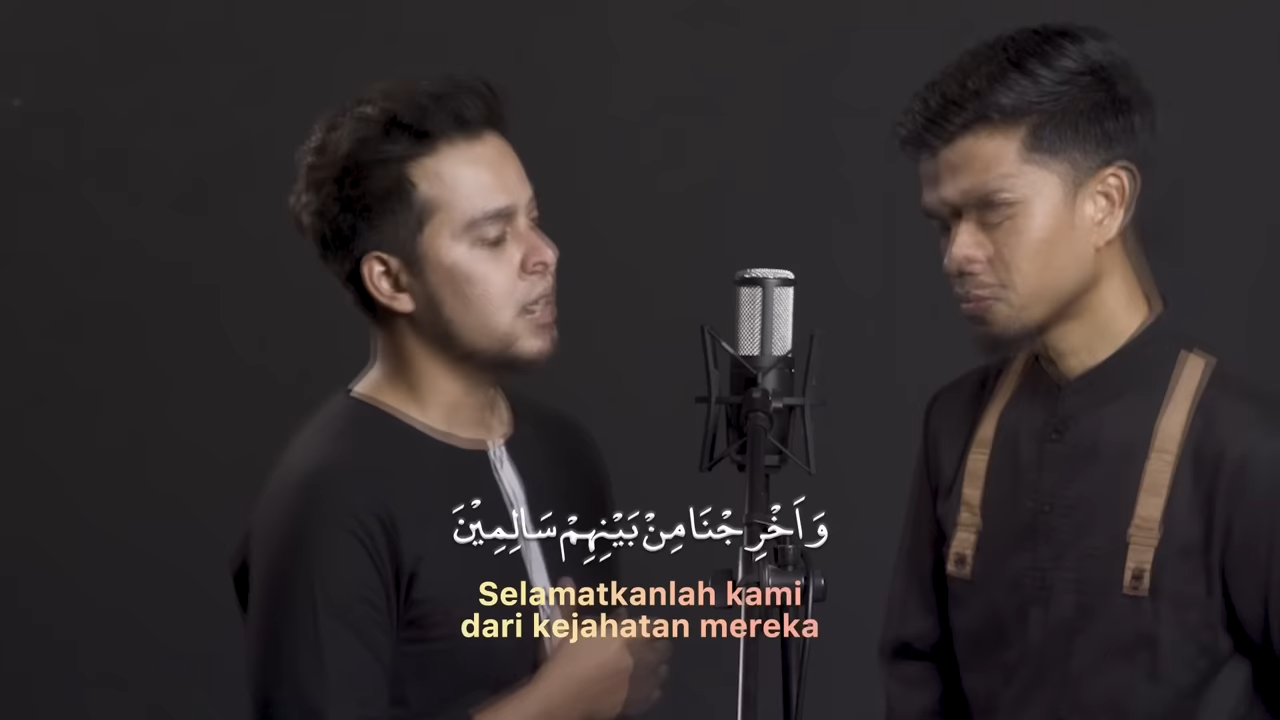 وَاَخْرِجْنَا مِنْ بَيْنِهِمْ سَالِمِيْنَ
Selamatkanlah kami
dari kejahatan mereka